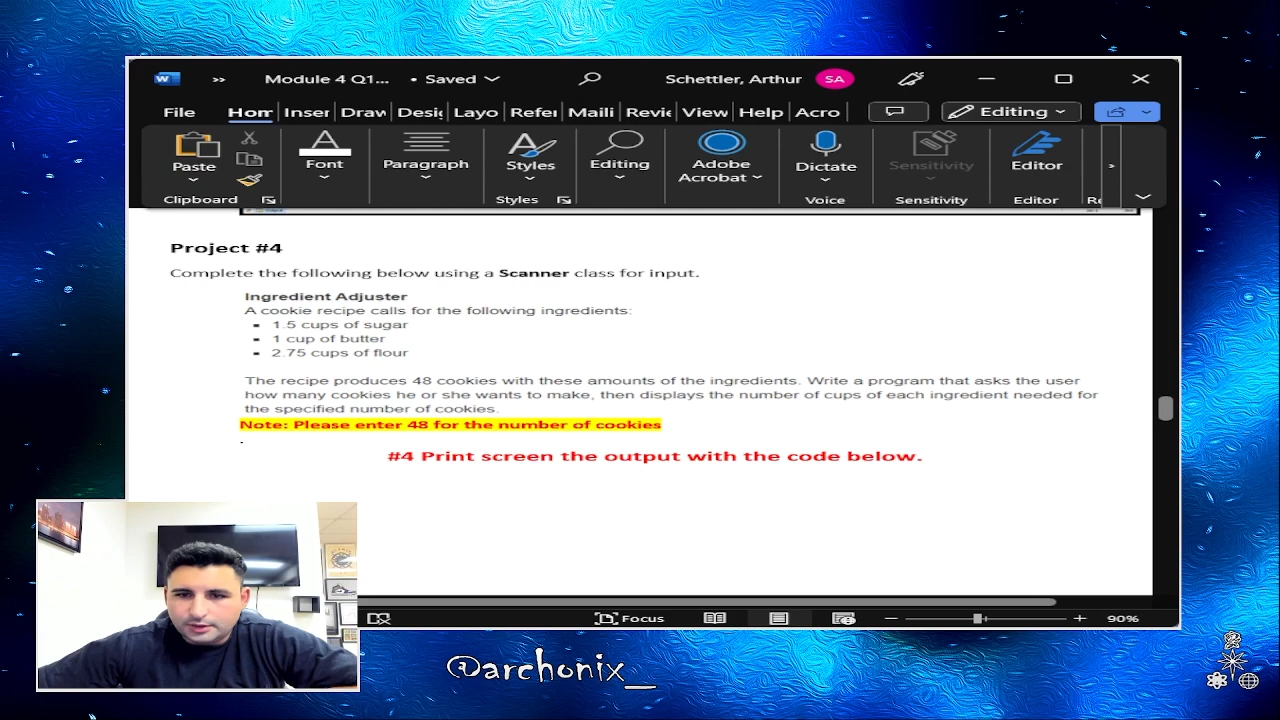 Module 4 Q1... • Saved
Schettler, Arthur SA
File Hom Inser Draw Desig Layo Refer Maili Revie View Help Acro Editing
Paste Font Paragraph Styles Editing Adobe Acrobat Dictate Sensitivity Editor
Clipboard Styles Voice Sensitivity Editor Re
Project #4
Complete the following below using a Scanner class for input.
Ingredient Adjuster
A cookie recipe calls for the following ingredients:
▪ 1.5 cups of sugar
▪ 1 cup of butter
▪ 2.75 cups of flour
The recipe produces 48 cookies with these amounts of the ingredients. Write a program that asks the user
how many cookies he or she wants to make, then displays the number of cups of each ingredient needed for
the specified number of cookies.
Note: Please enter 48 for the number of cookies
.
#4 Print screen the output with the code below.
Focus 90%
@archonix_